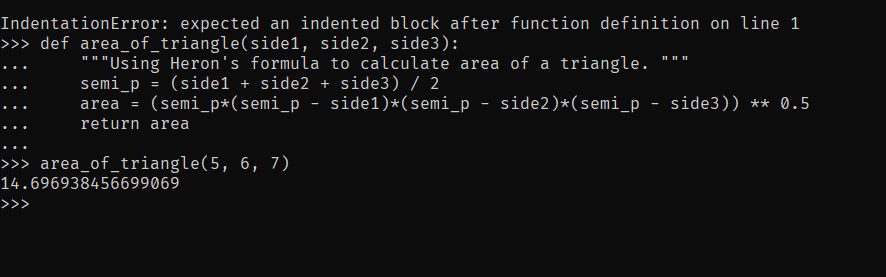 IndentationError: expected an indented block after function definition on line 1
>>> def area_of_triangle(side1, side2, side3):
...     """Using Heron's formula to calculate area of a triangle. """
...     semi_p = (side1 + side2 + side3) / 2
...     area = (semi_p*(semi_p - side1)*(semi_p - side2)*(semi_p - side3)) ** 0.5
...     return area
...
>>> area_of_triangle(5, 6, 7)
14.696938456699069
>>>